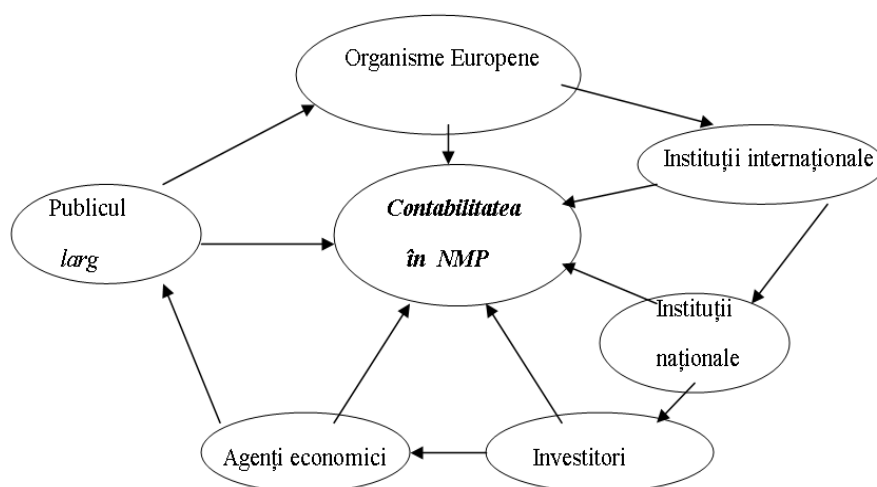 Organisme Europene
Instituții internaționale
Publicul
larg
Contabilitatea
în NMP
Instituții
naționale
Agenți economici
Investitori